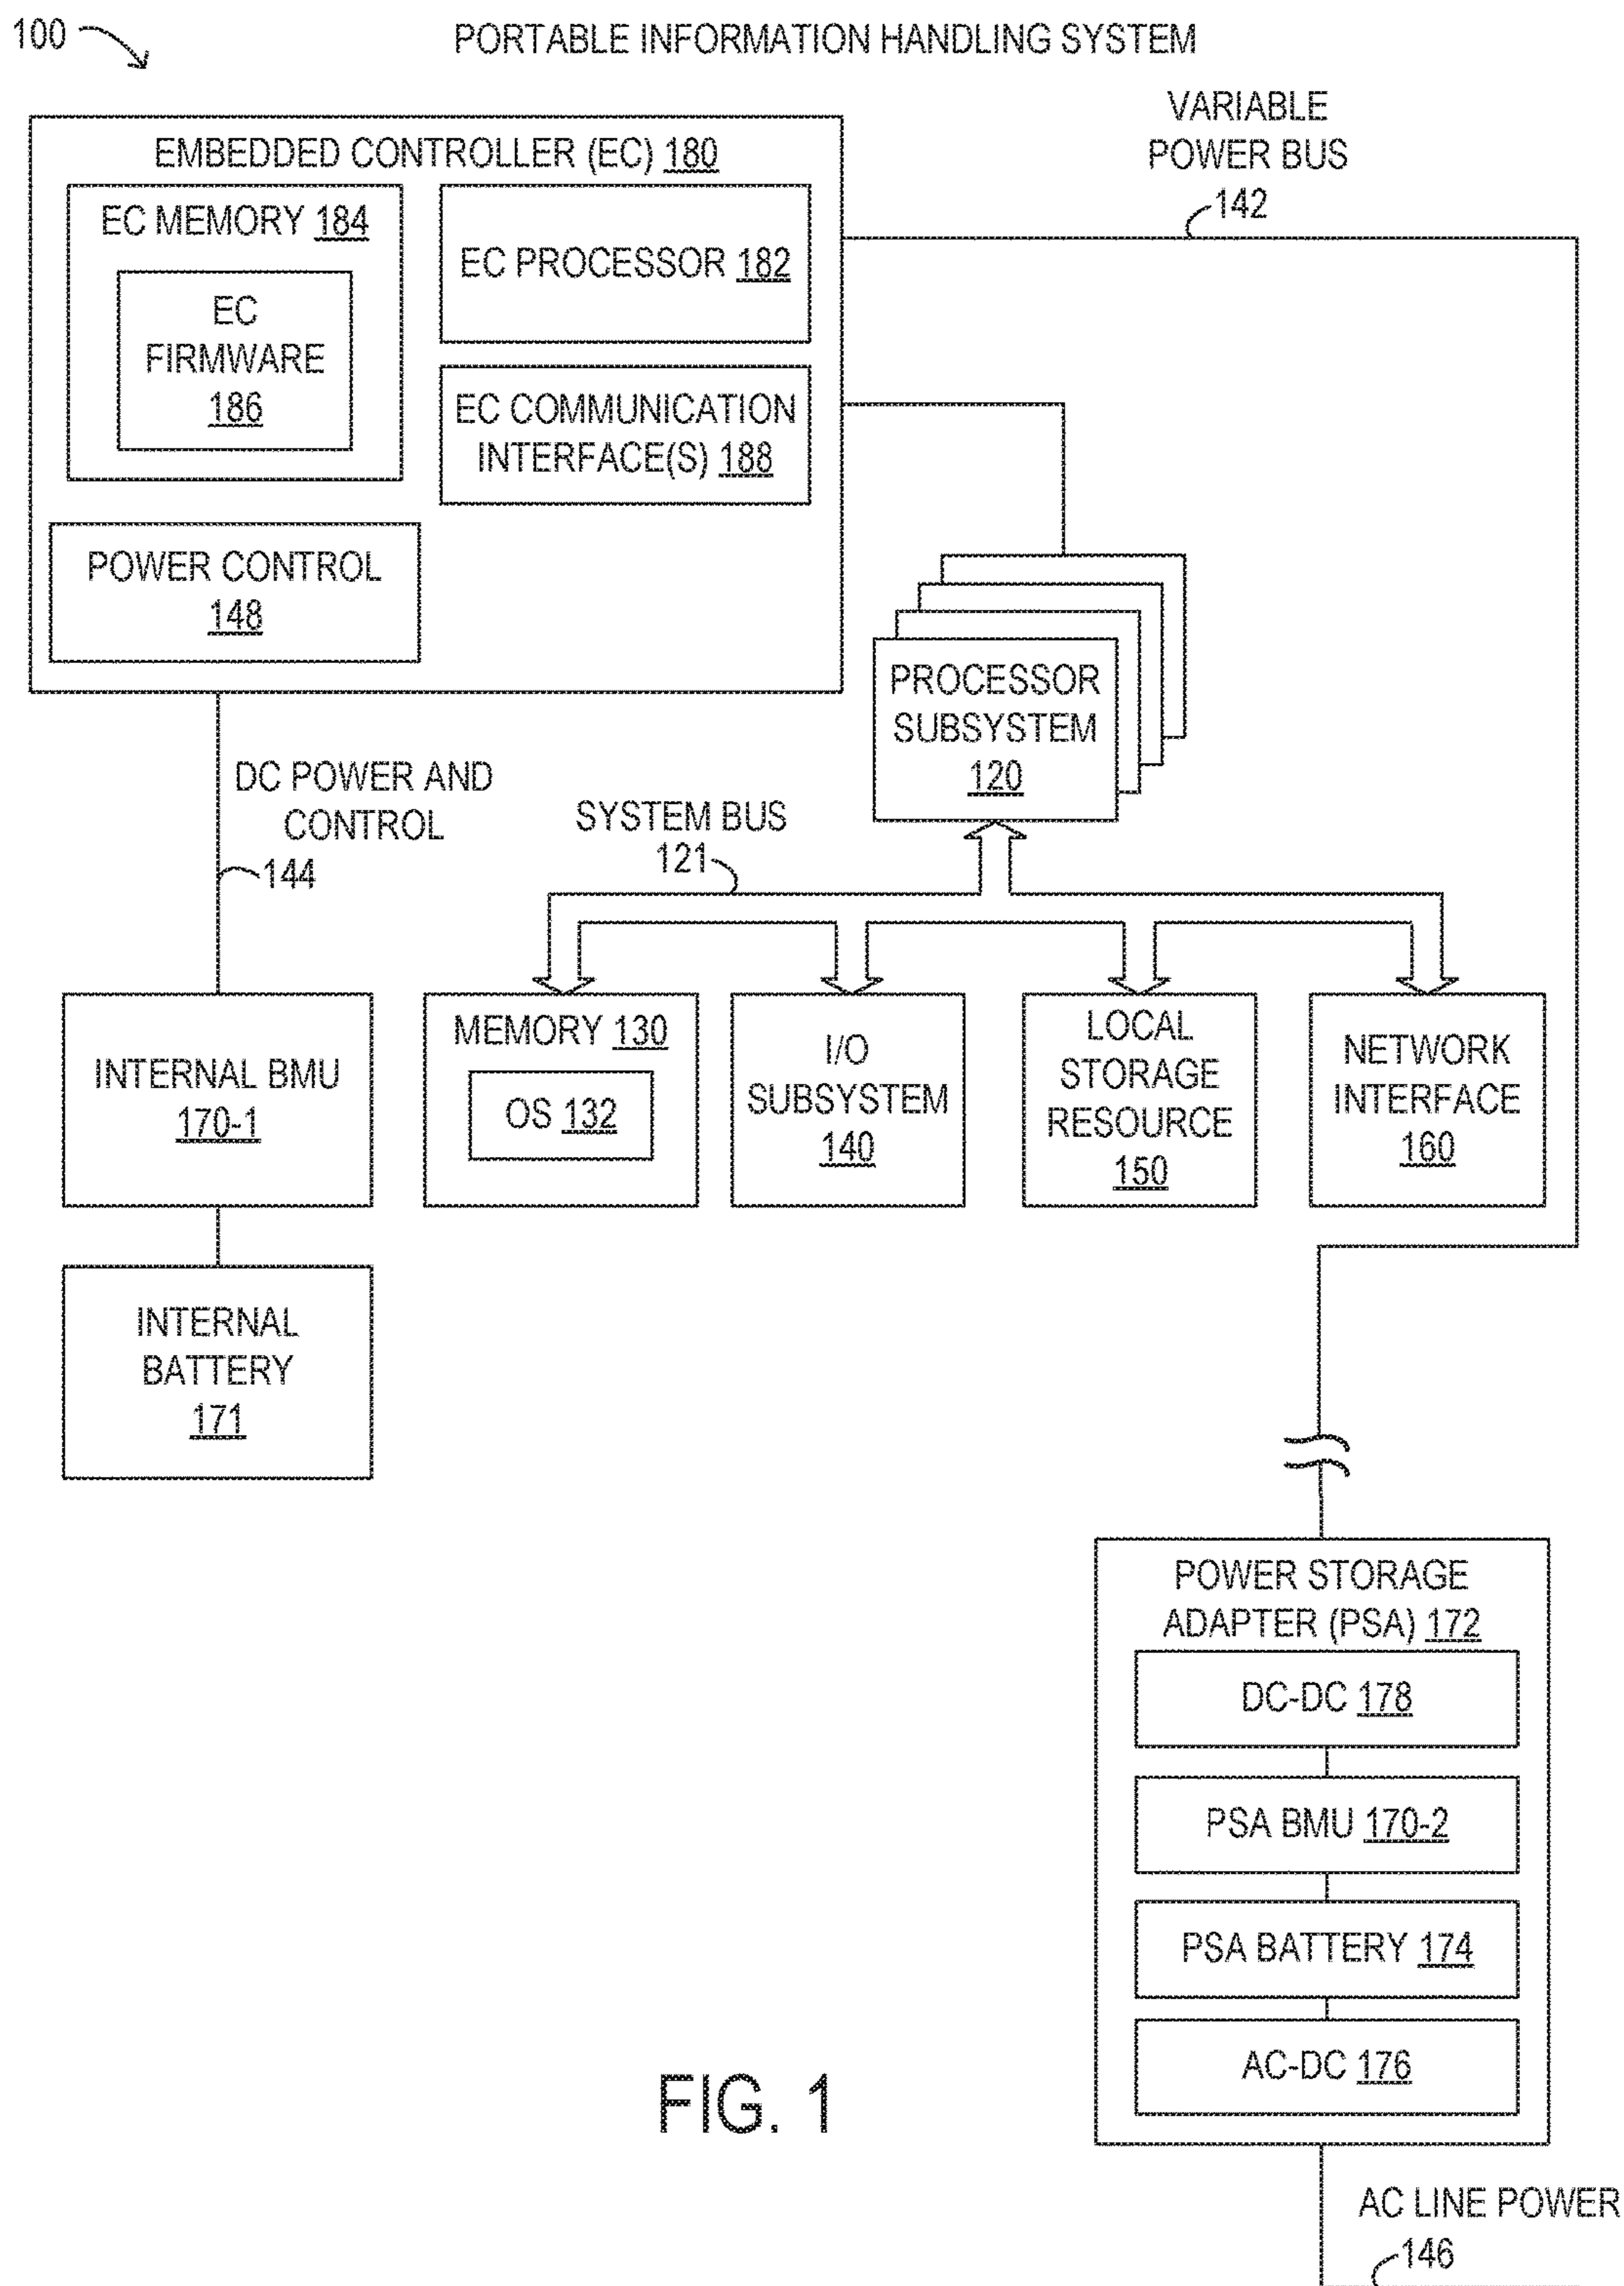 100
PORTABLE INFORMATION HANDLING SYSTEM
VARIABLE
POWER BUS
142
EMBEDDED CONTROLLER (EC) 180
EC MEMORY 184
EC
FIRMWARE
186
EC PROCESSOR 182
EC COMMUNICATION
INTERFACE(S) 188
POWER CONTROL
148
PROCESSOR
SUBSYSTEM
120
DC POWER AND
CONTROL
144
SYSTEM BUS
121
INTERNAL BMU
170-1
MEMORY 130
OS 132
I/O
SUBSYSTEM
140
LOCAL
STORAGE
RESOURCE
150
NETWORK
INTERFACE
160
INTERNAL
BATTERY
171
POWER STORAGE
ADAPTER (PSA) 172
DC-DC 178
PSA BMU 170-2
PSA BATTERY 174
AC-DC 176
FIG. 1
AC LINE POWER
146